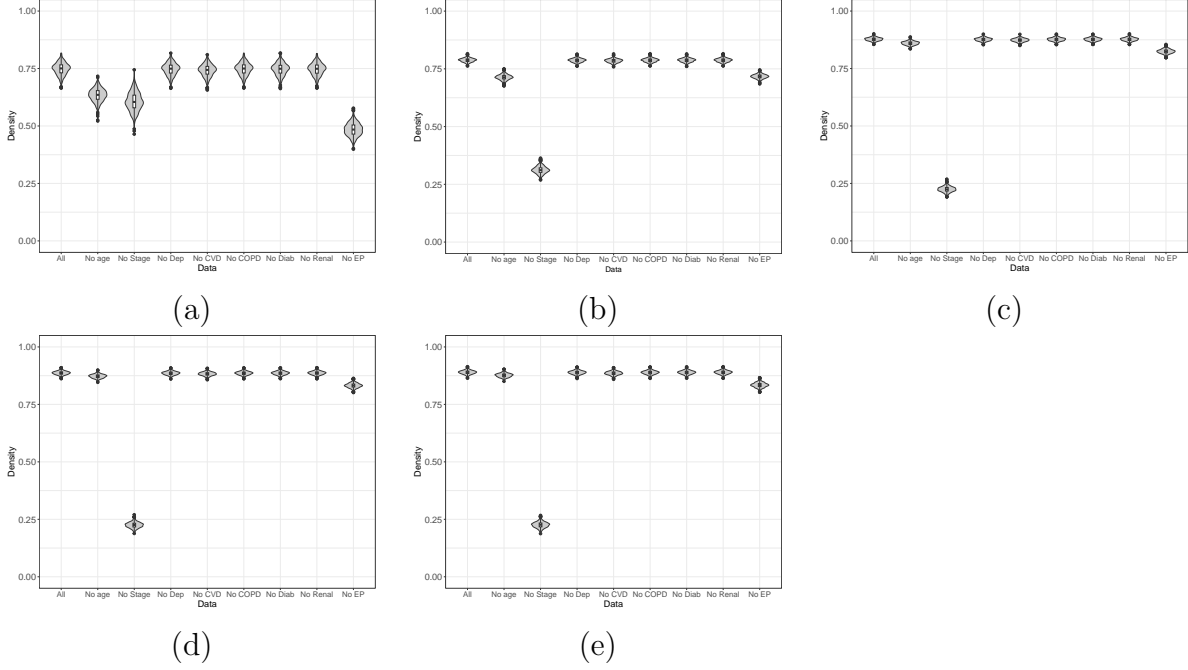 1.00
0.75
0.50
0.25
0.00
Density
All No age No Stage No Dep No CVD No COPD No Diab No Renal No EP
Data
(a)
1.00
0.75
0.50
0.25
0.00
Density
All No age No Stage No Dep No CVD No COPD No Diab No Renal No EP
Data
(b)
1.00
0.75
0.50
0.25
0.00
Density
All No age No Stage No Dep No CVD No COPD No Diab No Renal No EP
Data
(c)
1.00
0.75
0.50
0.25
0.00
Density
All No age No Stage No Dep No CVD No COPD No Diab No Renal No EP
Data
(d)
1.00
0.75
0.50
0.25
0.00
Density
All No age No Stage No Dep No CVD No COPD No Diab No Renal No EP
Data
(e)